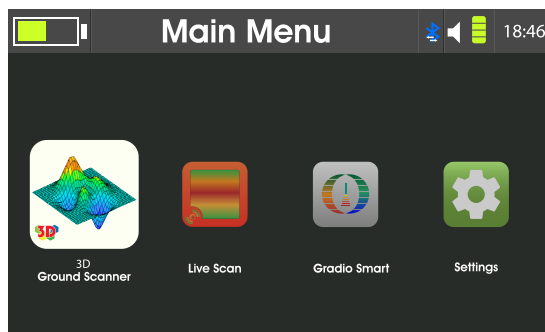 Main Menu
18:46
3D
3D
Ground Scanner
Live Scan
Gradio Smart
Settings